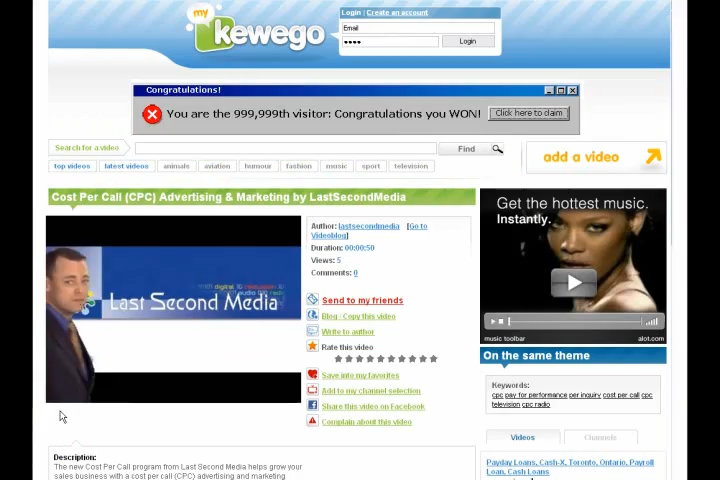 my
kewego
Login | Create an account
Email
Login
Congratulations!
You are the 999,999th visitor: Congratulations you WON!
Click here to claim
Search for a video
Find
add a video
top videos
latest videos
animals
aviation
humour
fashion
music
sport
television
Cost Per Call (CPC) Advertising & Marketing by LastSecondMedia
Last Second Media
Author: lastsecondmedia [Go to
Videoblog]
Duration: 00:00:50
Views: 5
Comments: 0
Send to my friends
Blog - Copy this video
Write to author
Rate this video
Save into my favorites
Add to my channel selection
Share this video on Facebook
Complain about this video
Get the hottest music.
Instantly.
music toolbar
alot.com
On the same theme
Keywords:
cpc pay for performance per inquiry cost per call cpc
television cpc radio
Videos
Channels
Payday Loans, Cash-X, Toronto, Ontario, Payroll
Loan, Cash Loans
Description:
The new Cost Per Call program from Last Second Media helps grow your
sales business with a cost per call (CPC) advertising and marketing